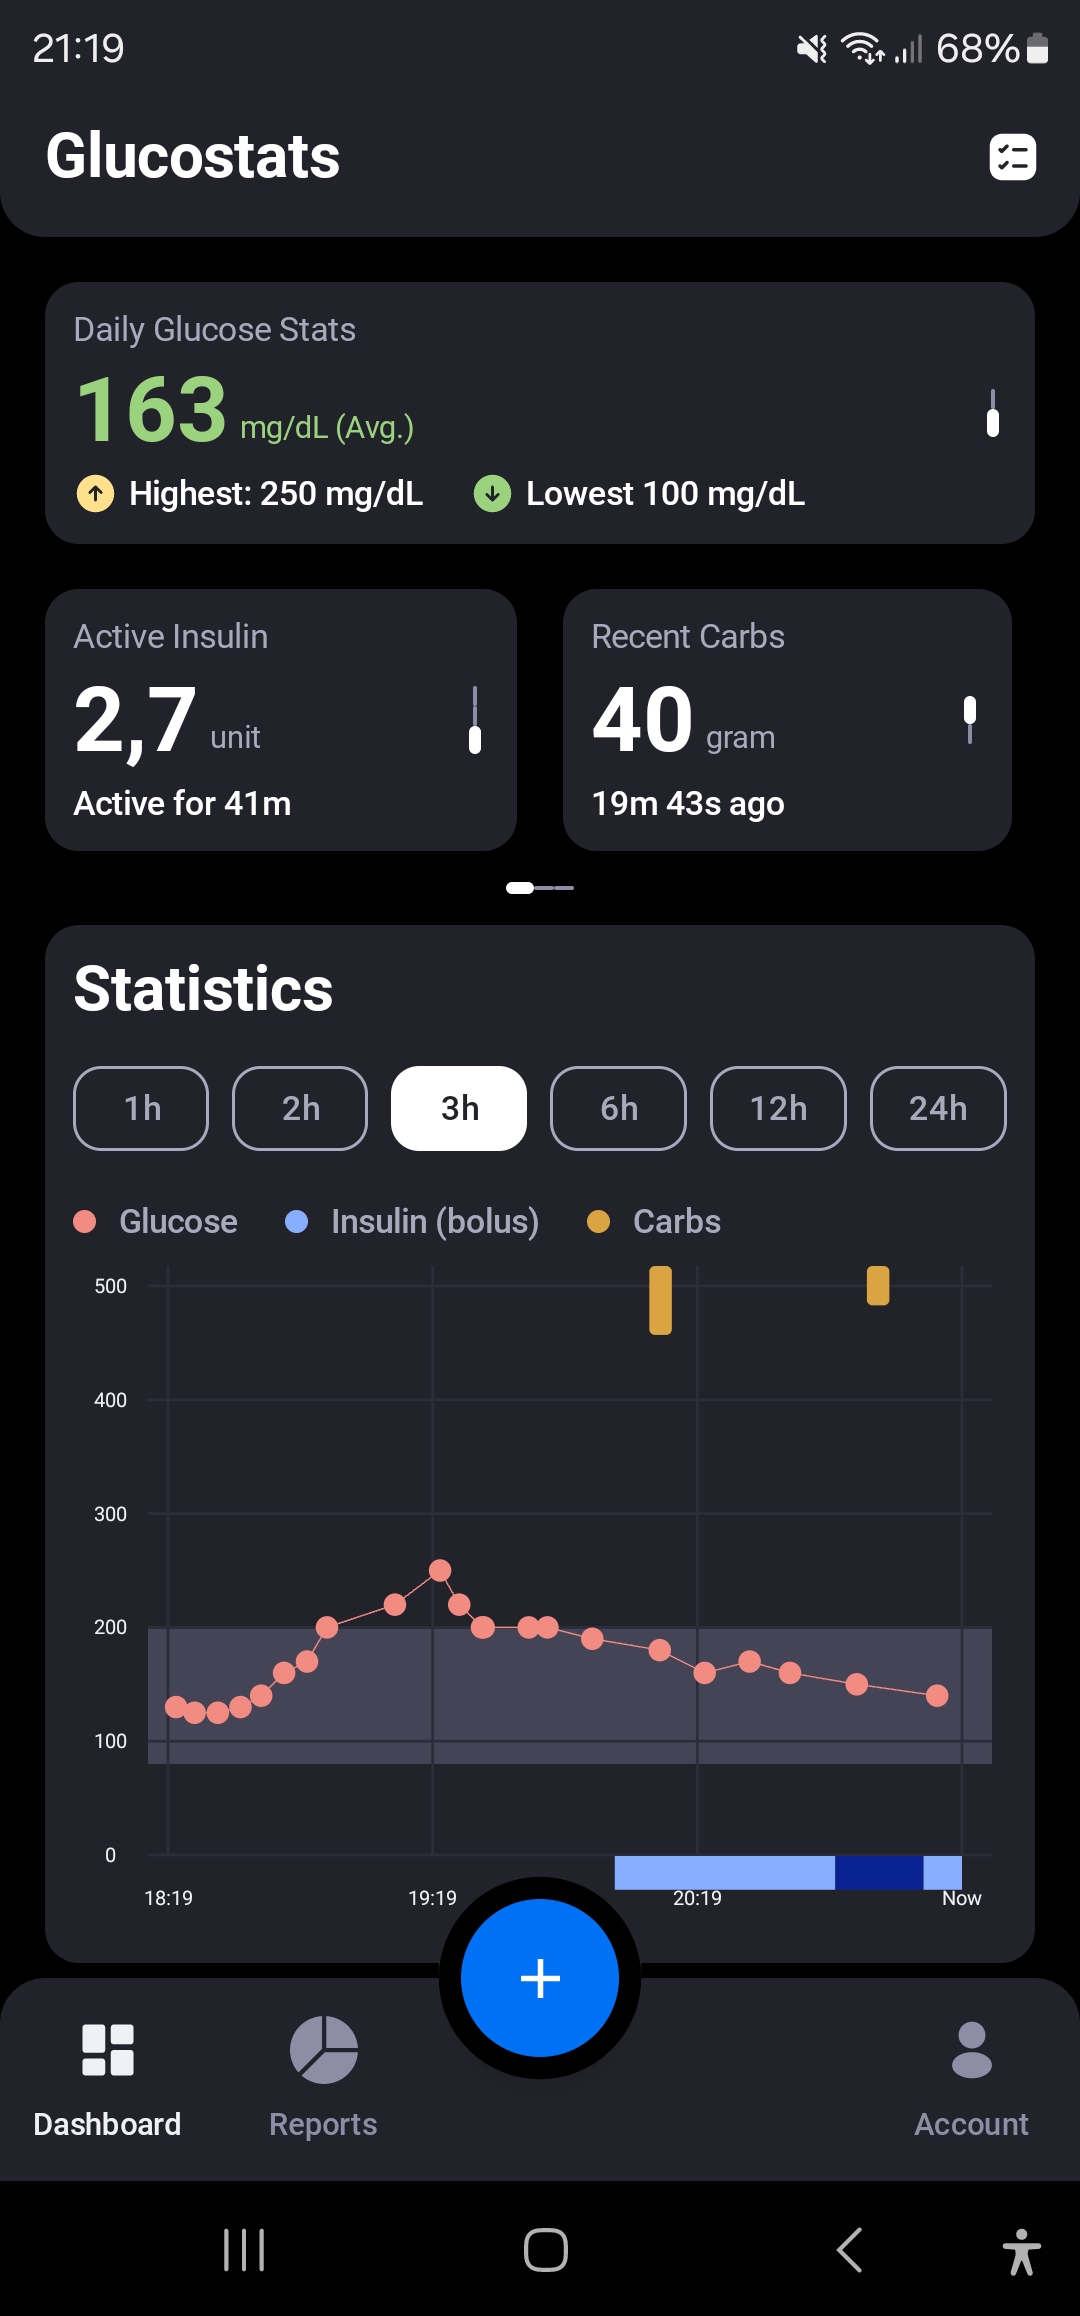 21:19
68%
Glucostats
Daily Glucose Stats
163 mg/dL (Avg.)
Highest: 250 mg/dL
Lowest 100 mg/dL
Active Insulin
2,7 unit
Active for 41m
Recent Carbs
40 gram
19m 43s ago
Statistics
1h 2h 3h 6h 12h 24h
Glucose Insulin (bolus) Carbs
500
400
300
200
100
0
18:19 19:19 20:19 Now
+
Dashboard Reports Account